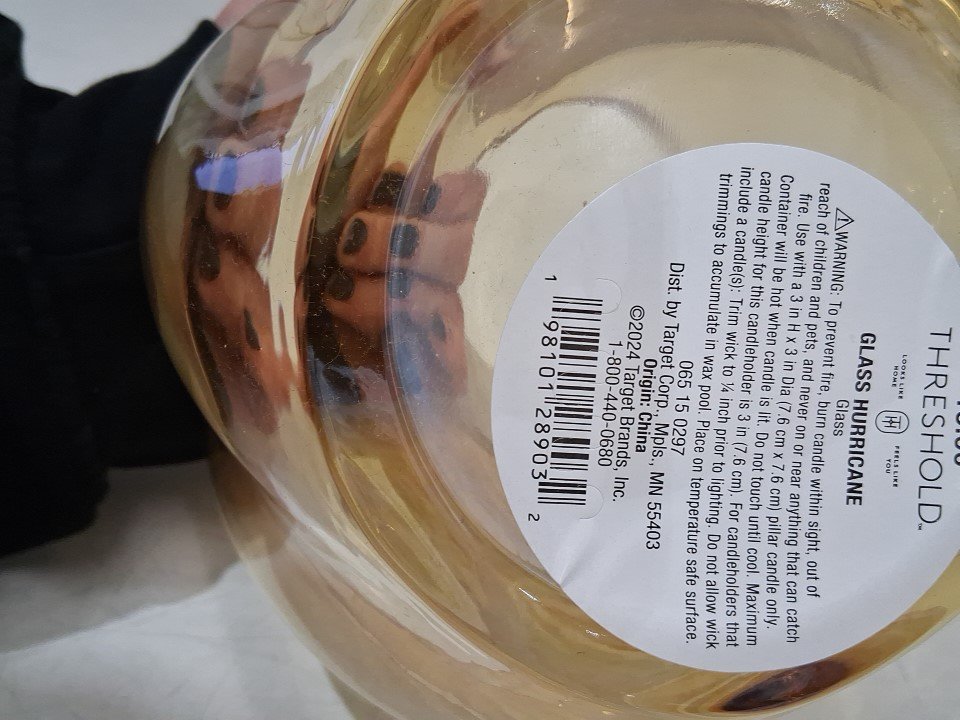 THRESHOLD™
LOOKS LIKE
HOME
FEELS LIKE
YOU
GLASS HURRICANE
Glass
⚠WARNING: To prevent fire, burn candle within sight, out of
reach of children and pets, and never on or near anything that can catch
fire. Use with a 3 in H x 3 in Dia (7.6 cm x 7.6 cm) pillar candle only.
Container will be hot when candle is lit. Do not touch until cool. Maximum
candle height for this candleholder is 3 in (7.6 cm). For candleholders that
include a candle(s): Trim wick to ¼ inch prior to lighting. Do not allow wick
trimmings to accumulate in wax pool. Place on temperature safe surface.
065 15 0297
Dist. by Target Corp., Mpls., MN 55403
Origin: China
©2024 Target Brands, Inc.
1-800-440-0680
1 98101 28903 2